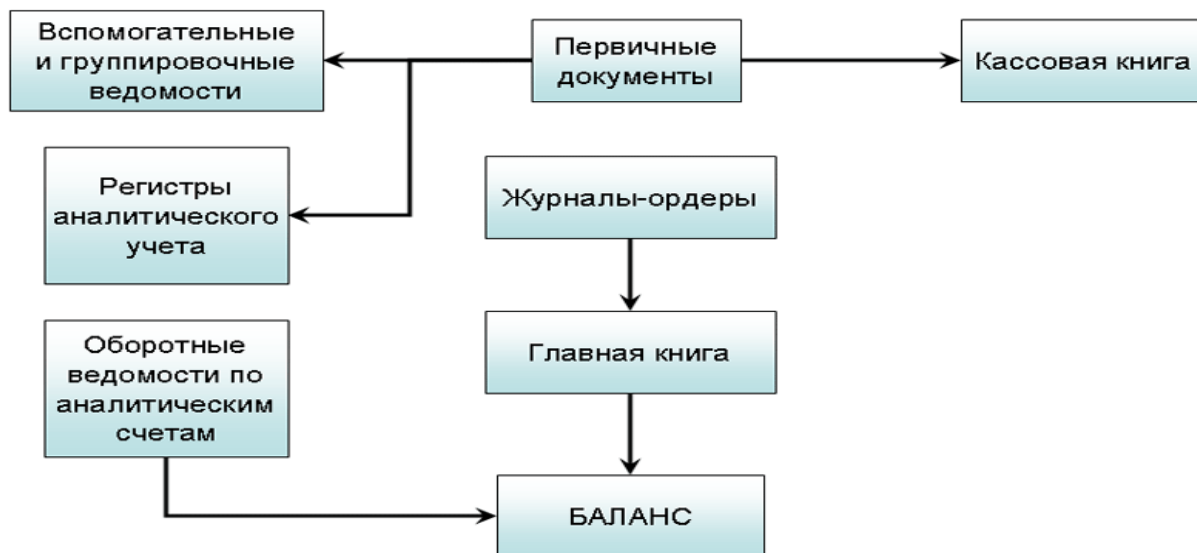 Вспомогательные
и группировочные
ведомости
Первичные
документы
Кассовая книга
Регистры
аналитического
учета
Журналы-ордеры
Оборотные
ведомости по
аналитическим
счетам
Главная книга
БАЛАНС